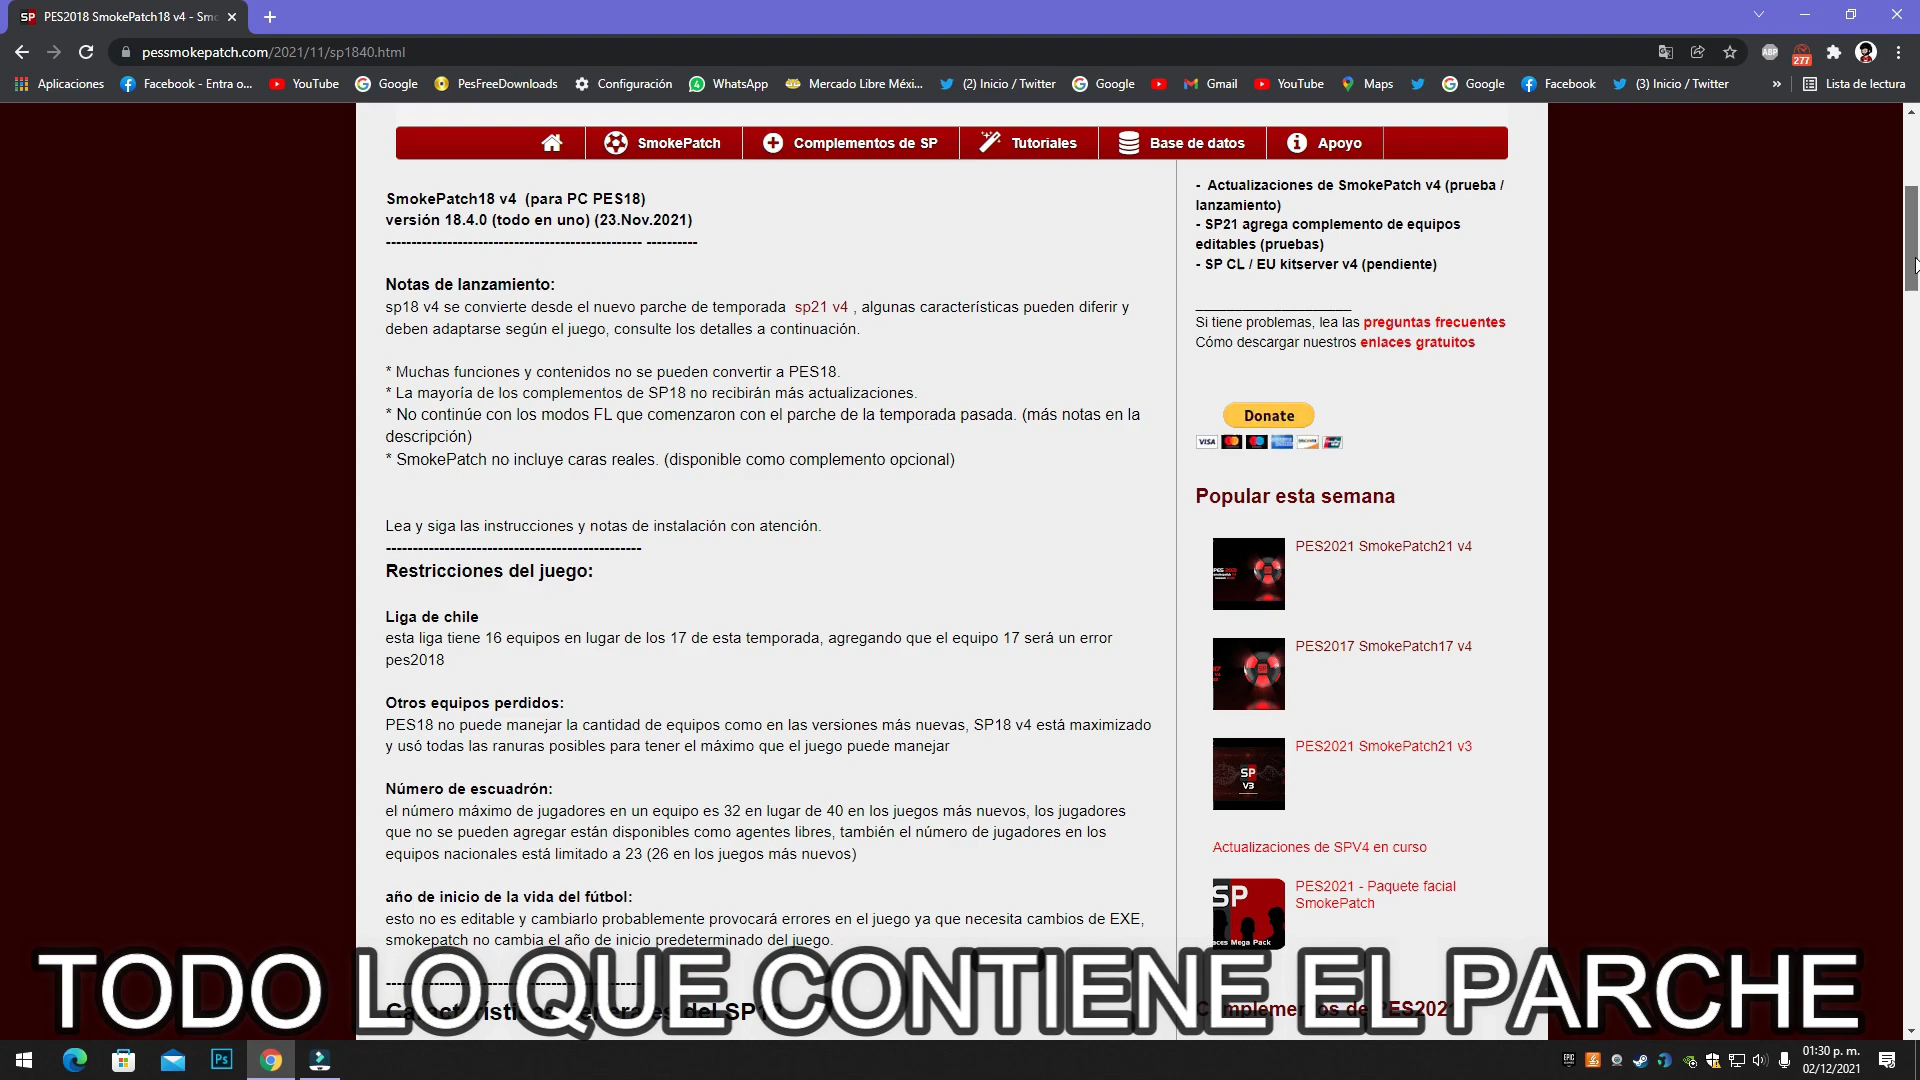 PES2018 SmokePatch18 v4 - Smo
pessmokepatch.com/2021/11/sp1840.html
ABP
277
Aplicaciones
Facebook - Entra o...
YouTube
Google
PesFreeDownloads
Configuración
WhatsApp
Mercado Libre Méxi...
(2) Inicio / Twitter
Google
Gmail
YouTube
Maps
Google
Facebook
(3) Inicio / Twitter
»
Lista de lectura
SmokePatch
Complementos de SP
Tutoriales
Base de datos
Apoyo
SmokePatch18 v4 (para PC PES18)
versión 18.4.0 (todo en uno) (23.Nov.2021)
------------------------------------------------- ----------
Notas de lanzamiento:
sp18 v4 se convierte desde el nuevo parche de temporada sp21 v4 , algunas características pueden diferir y
deben adaptarse según el juego, consulte los detalles a continuación.
* Muchas funciones y contenidos no se pueden convertir a PES18.
* La mayoría de los complementos de SP18 no recibirán más actualizaciones.
* No continúe con los modos FL que comenzaron con el parche de la temporada pasada. (más notas en la
descripción)
* SmokePatch no incluye caras reales. (disponible como complemento opcional)
Lea y siga las instrucciones y notas de instalación con atención.
-------------------------------------------------
Restricciones del juego:
Liga de chile
esta liga tiene 16 equipos en lugar de los 17 de esta temporada, agregando que el equipo 17 será un error
pes2018
Otros equipos perdidos:
PES18 no puede manejar la cantidad de equipos como en las versiones más nuevas, SP18 v4 está maximizado
y usó todas las ranuras posibles para tener el máximo que el juego puede manejar
Número de escuadrón:
el número máximo de jugadores en un equipo es 32 en lugar de 40 en los juegos más nuevos, los jugadores
que no se pueden agregar están disponibles como agentes libres, también el número de jugadores en los
equipos nacionales está limitado a 23 (26 en los juegos más nuevos)
año de inicio de la vida del fútbol:
esto no es editable y cambiarlo probablemente provocará errores en el juego ya que necesita cambios de EXE,
smokepatch no cambia el año de inicio predeterminado del juego.
- Actualizaciones de SmokePatch v4 (prueba /
lanzamiento)
- SP21 agrega complemento de equipos
editables (pruebas)
- SP CL / EU kitserver v4 (pendiente)
____________________
Si tiene problemas, lea las preguntas frecuentes
Cómo descargar nuestros enlaces gratuitos
Donate
VISA
Popular esta semana
PES2021 SmokePatch21 v4
PES2017 SmokePatch17 v4
PES2021 SmokePatch21 v3
SP
V3
Actualizaciones de SPV4 en curso
SP
aces Mega Pack
PES2021 - Paquete facial
SmokePatch
TODO LO QUE CONTIENE EL PARCHE
Ps
EPIC
01:30 p. m.
02/12/2021